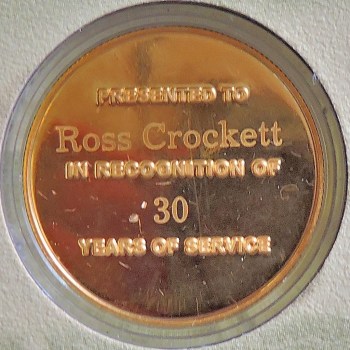 PRESENTED TO
Ross Crockett
IN RECOGNITION OF
30
YEARS OF SERVICE